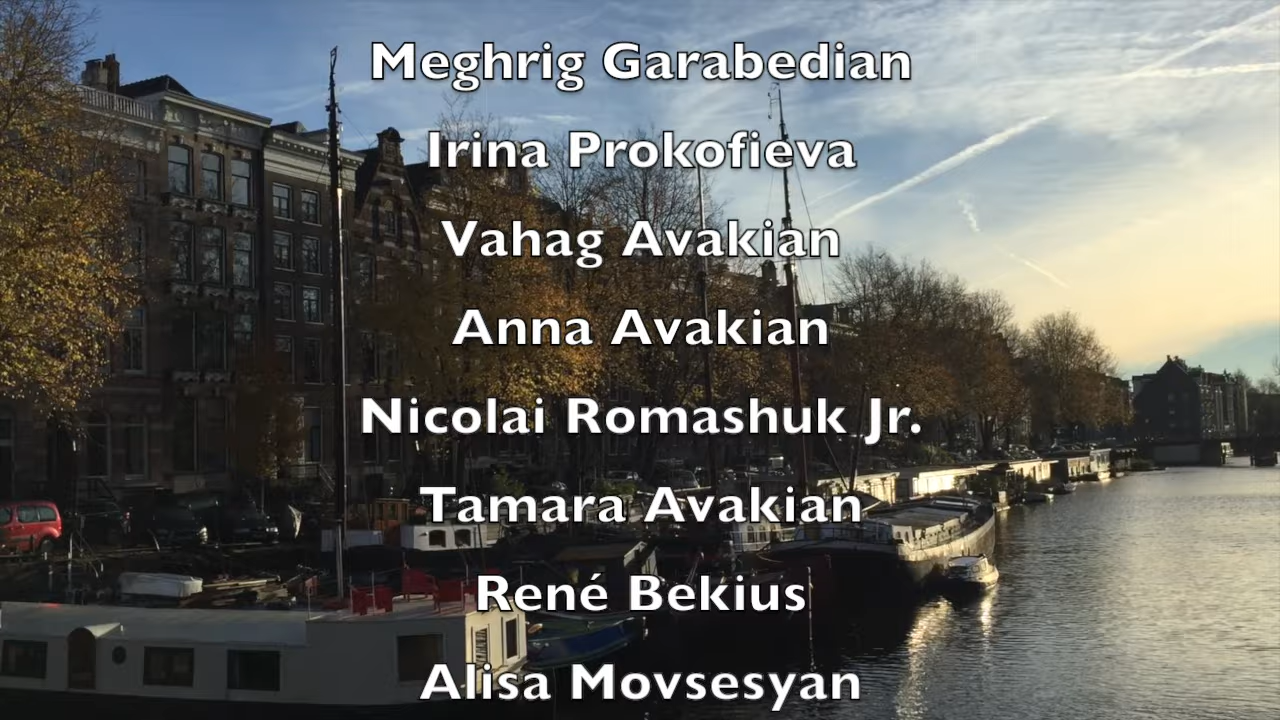 Meghrig Garabedian
Irina Prokofieva
Vahag Avakian
Anna Avakian
Nicolai Romashuk Jr.
Tamara Avakian
René Bekius
Alisa Movsesyan